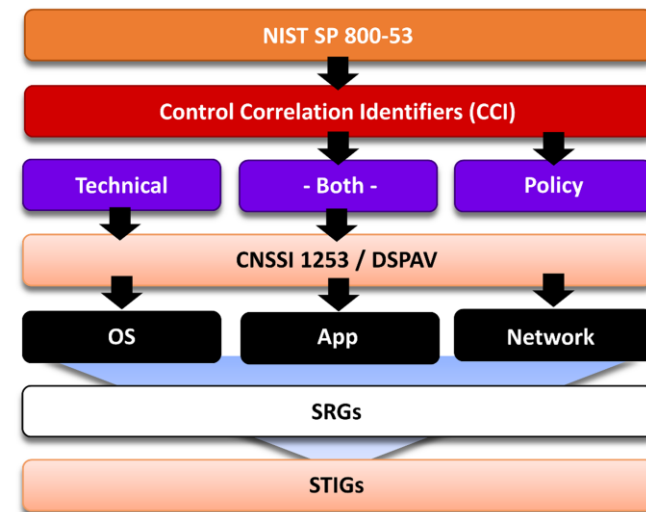 NIST SP 800-53
Control Correlation Identifiers (CCI)
Technical
- Both -
Policy
CNSSI 1253 / DSPAV
OS
App
Network
SRGs
STIGs